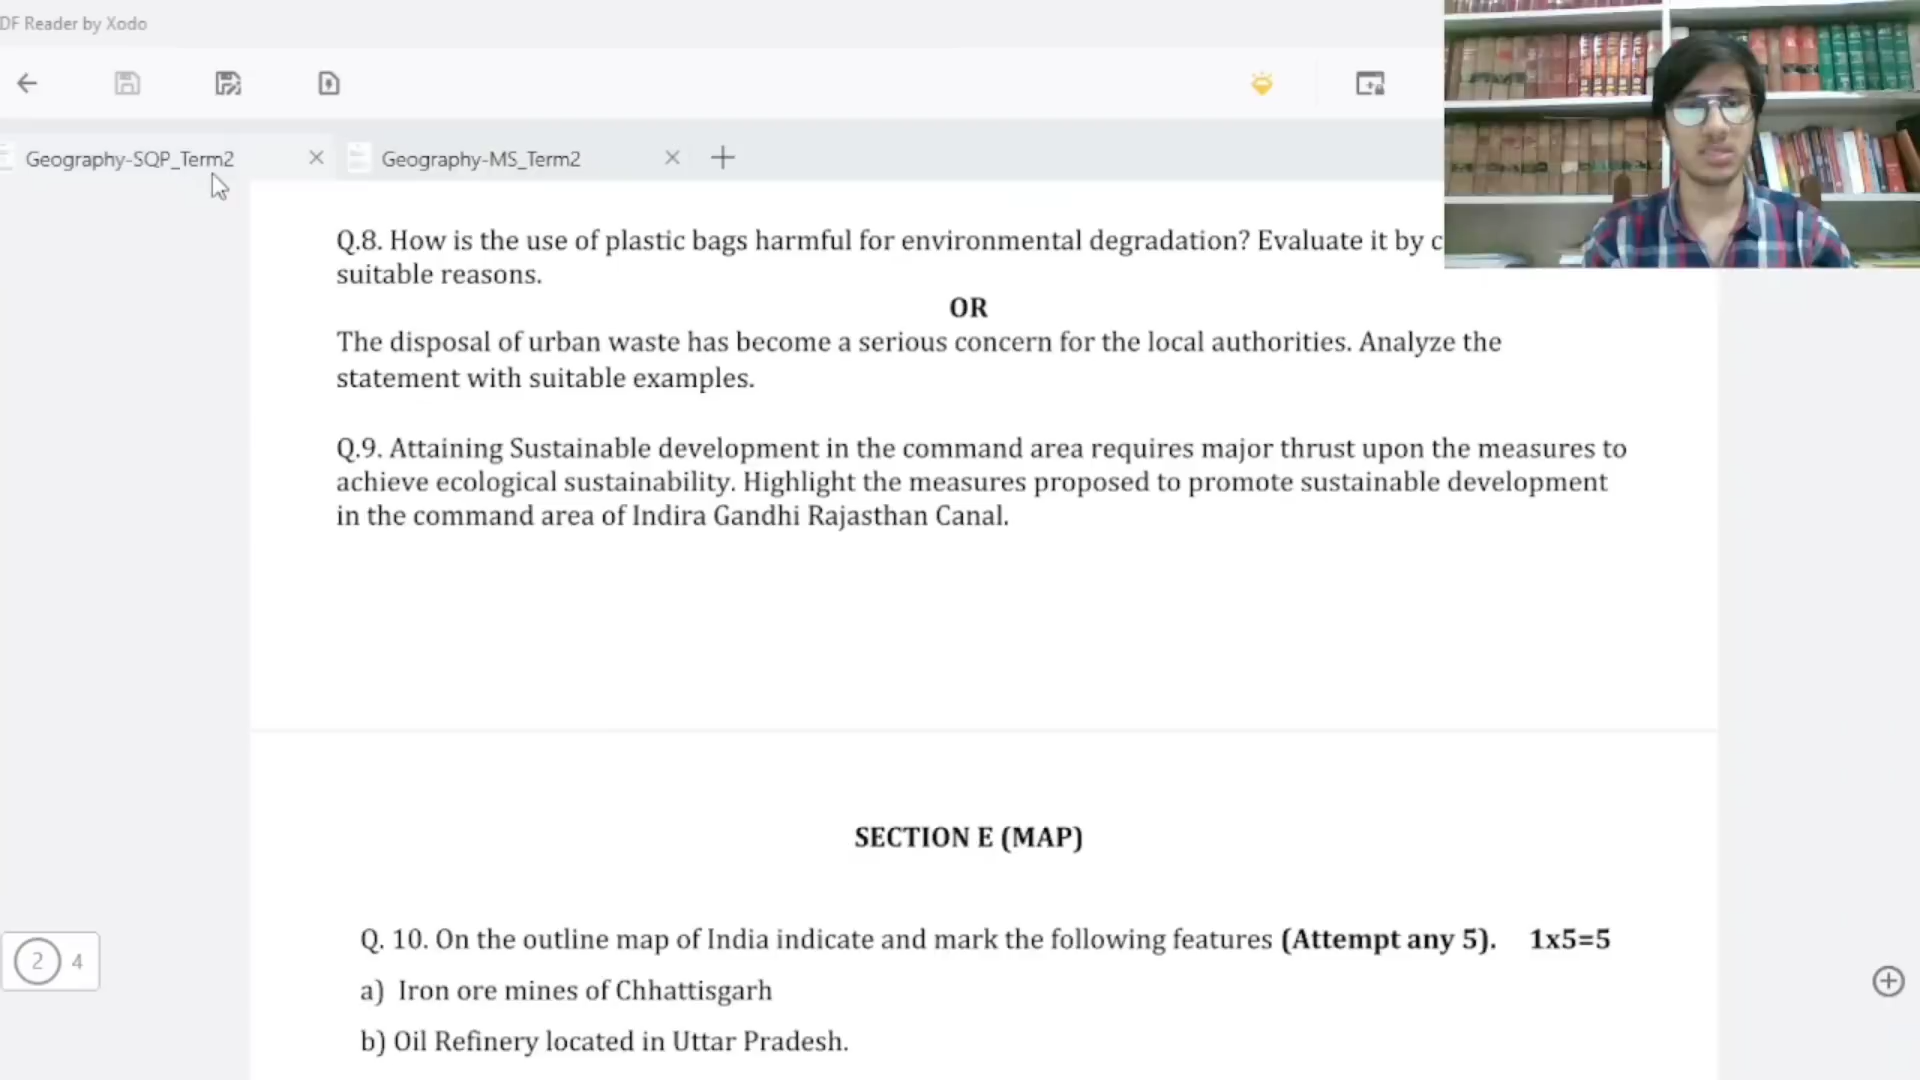 DF Reader by Xodo
Geography-SQP_Term2
Geography-MS_Term2
Q.8. How is the use of plastic bags harmful for environmental degradation? Evaluate it by
suitable reasons.
OR
The disposal of urban waste has become a serious concern for the local authorities. Analyze the
statement with suitable examples.
Q.9. Attaining Sustainable development in the command area requires major thrust upon the measures to
achieve ecological sustainability. Highlight the measures proposed to promote sustainable development
in the command area of Indira Gandhi Rajasthan Canal.
SECTION E (MAP)
Q. 10. On the outline map of India indicate and mark the following features (Attempt any 5). 1x5=5
a) Iron ore mines of Chhattisgarh
b) Oil Refinery located in Uttar Pradesh.
2 4